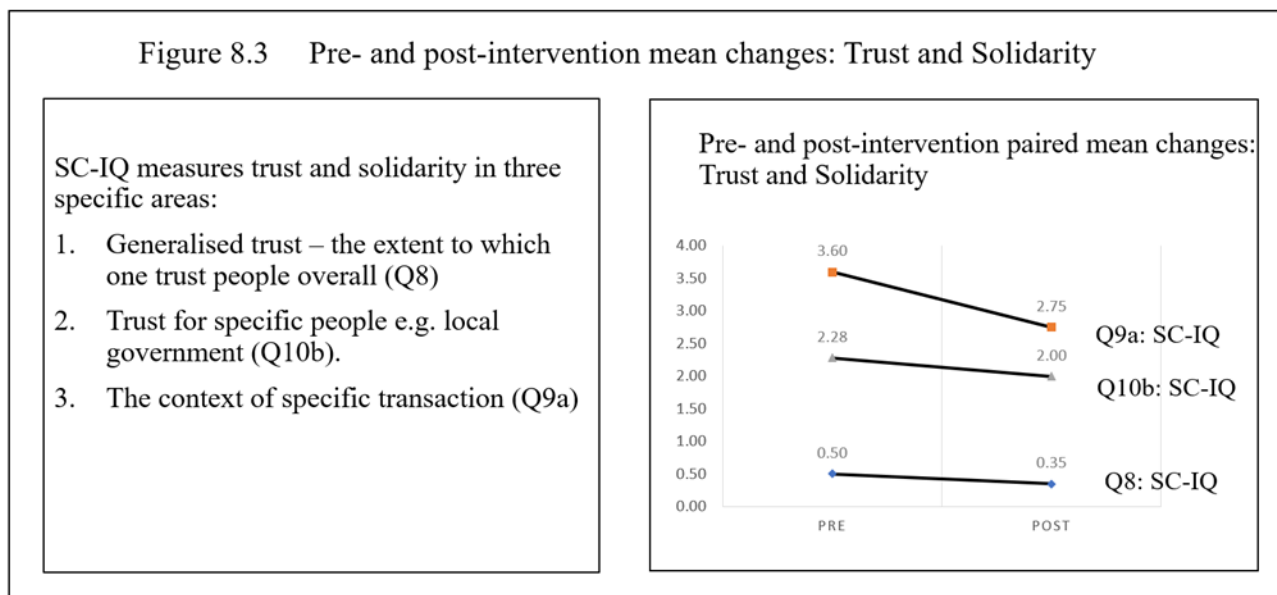 Figure 8.3 Pre- and post-intervention mean changes: Trust and Solidarity
SC-IQ measures trust and solidarity in three
specific areas:
1. Generalised trust – the extent to which
one trust people overall (Q8)
2. Trust for specific people e.g. local
government (Q10b).
3. The context of specific transaction (Q9a)
Pre- and post-intervention paired mean changes:
Trust and Solidarity
4.00
3.50
3.00
2.50
2.00
1.50
1.00
0.50
0.00
3.60
2.75
Q9a: SC-IQ
2.28
2.00
Q10b: SC-IQ
0.50
0.35
Q8: SC-IQ
PRE
POST